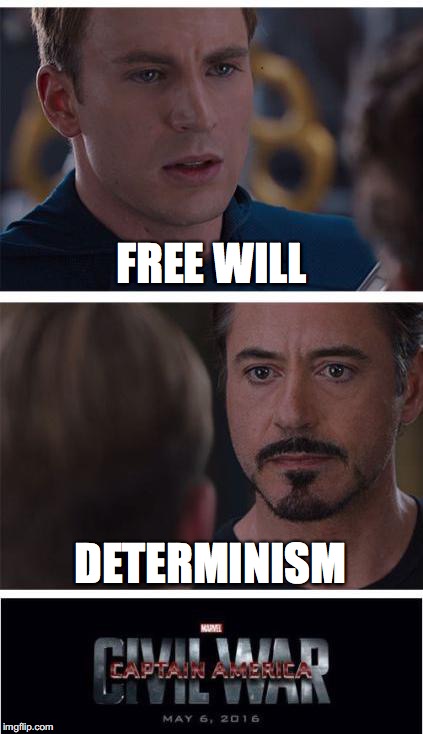 FREE WILL
DETERMINISM
MARVEL
CIVIL WAR
CAPTAIN AMERICA
MAY 6, 2016
imgflip.com